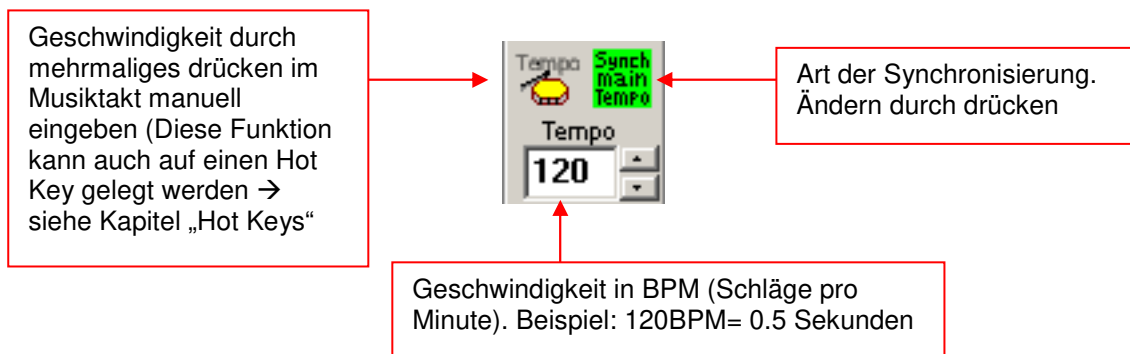 Geschwindigkeit durch
mehrmaliges drücken im
Musiktakt manuell
eingeben (Diese Funktion
kann auch auf einen Hot
Key gelegt werden →
siehe Kapitel „Hot Keys“
Tempo
Synch
main
Tempo
Tempo
120
Art der Synchronisierung.
Ändern durch drücken
Geschwindigkeit in BPM (Schläge pro
Minute). Beispiel: 120BPM= 0.5 Sekunden